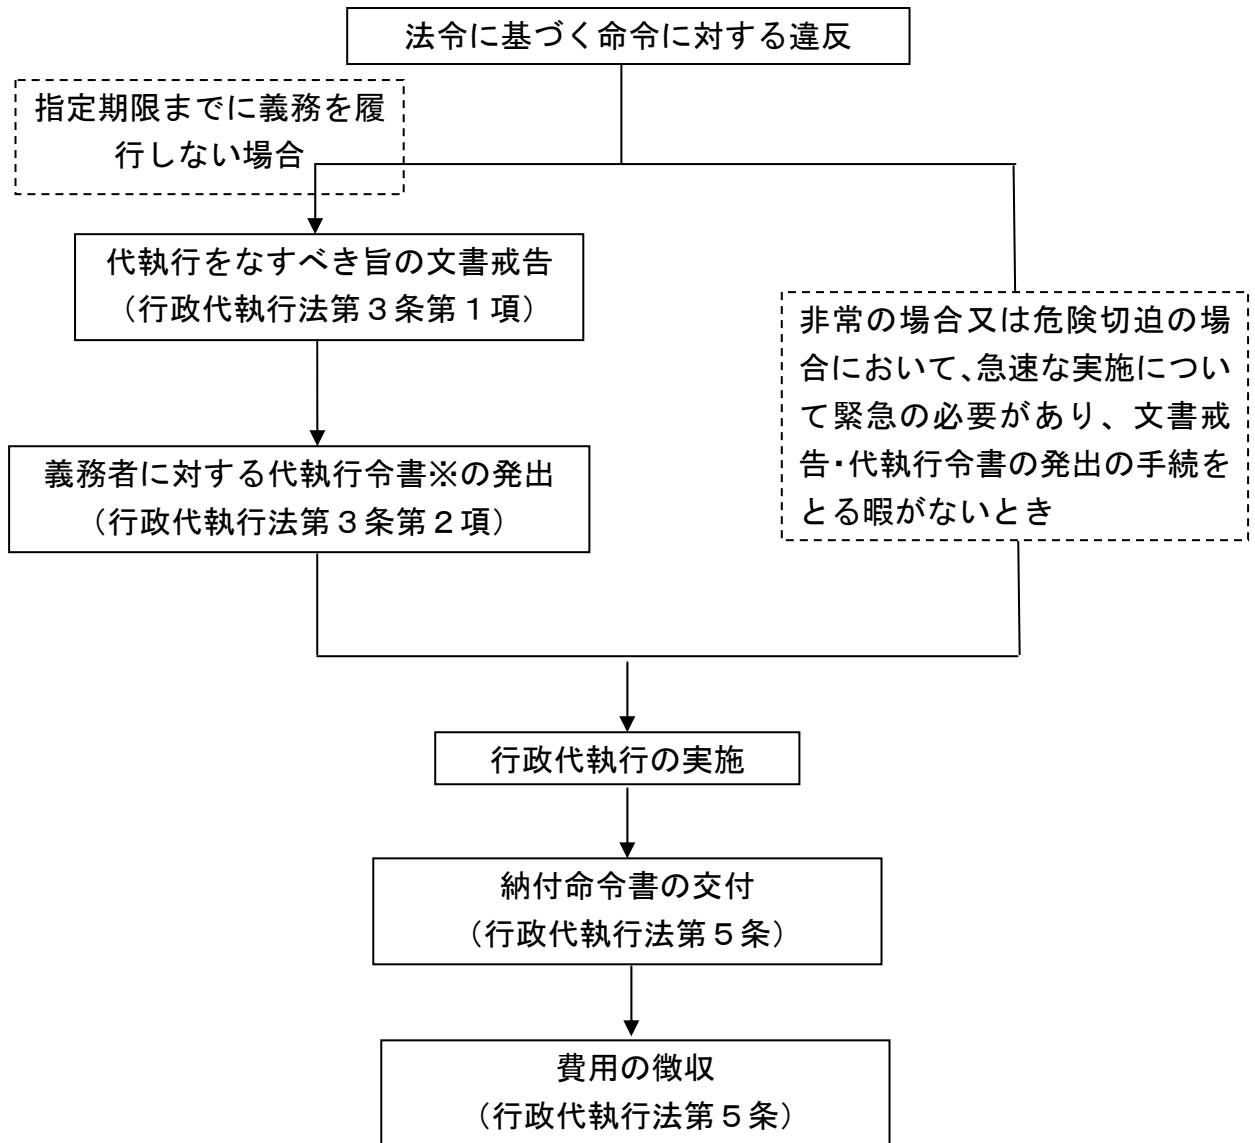 法令に基づく命令に対する違反
指定期限までに義務を履
行しない場合
代執行をなすべき旨の文書戒告
（行政代執行法第３条第１項）
非常の場合又は危険切迫の場
合において、急速な実施につい
て緊急の必要があり、文書戒
告・代執行令書の発出の手続を
とる暇がないとき
義務者に対する代執行令書※の発出
（行政代執行法第３条第２項）
行政代執行の実施
納付命令書の交付
（行政代執行法第５条）
費用の徴収
（行政代執行法第５条）